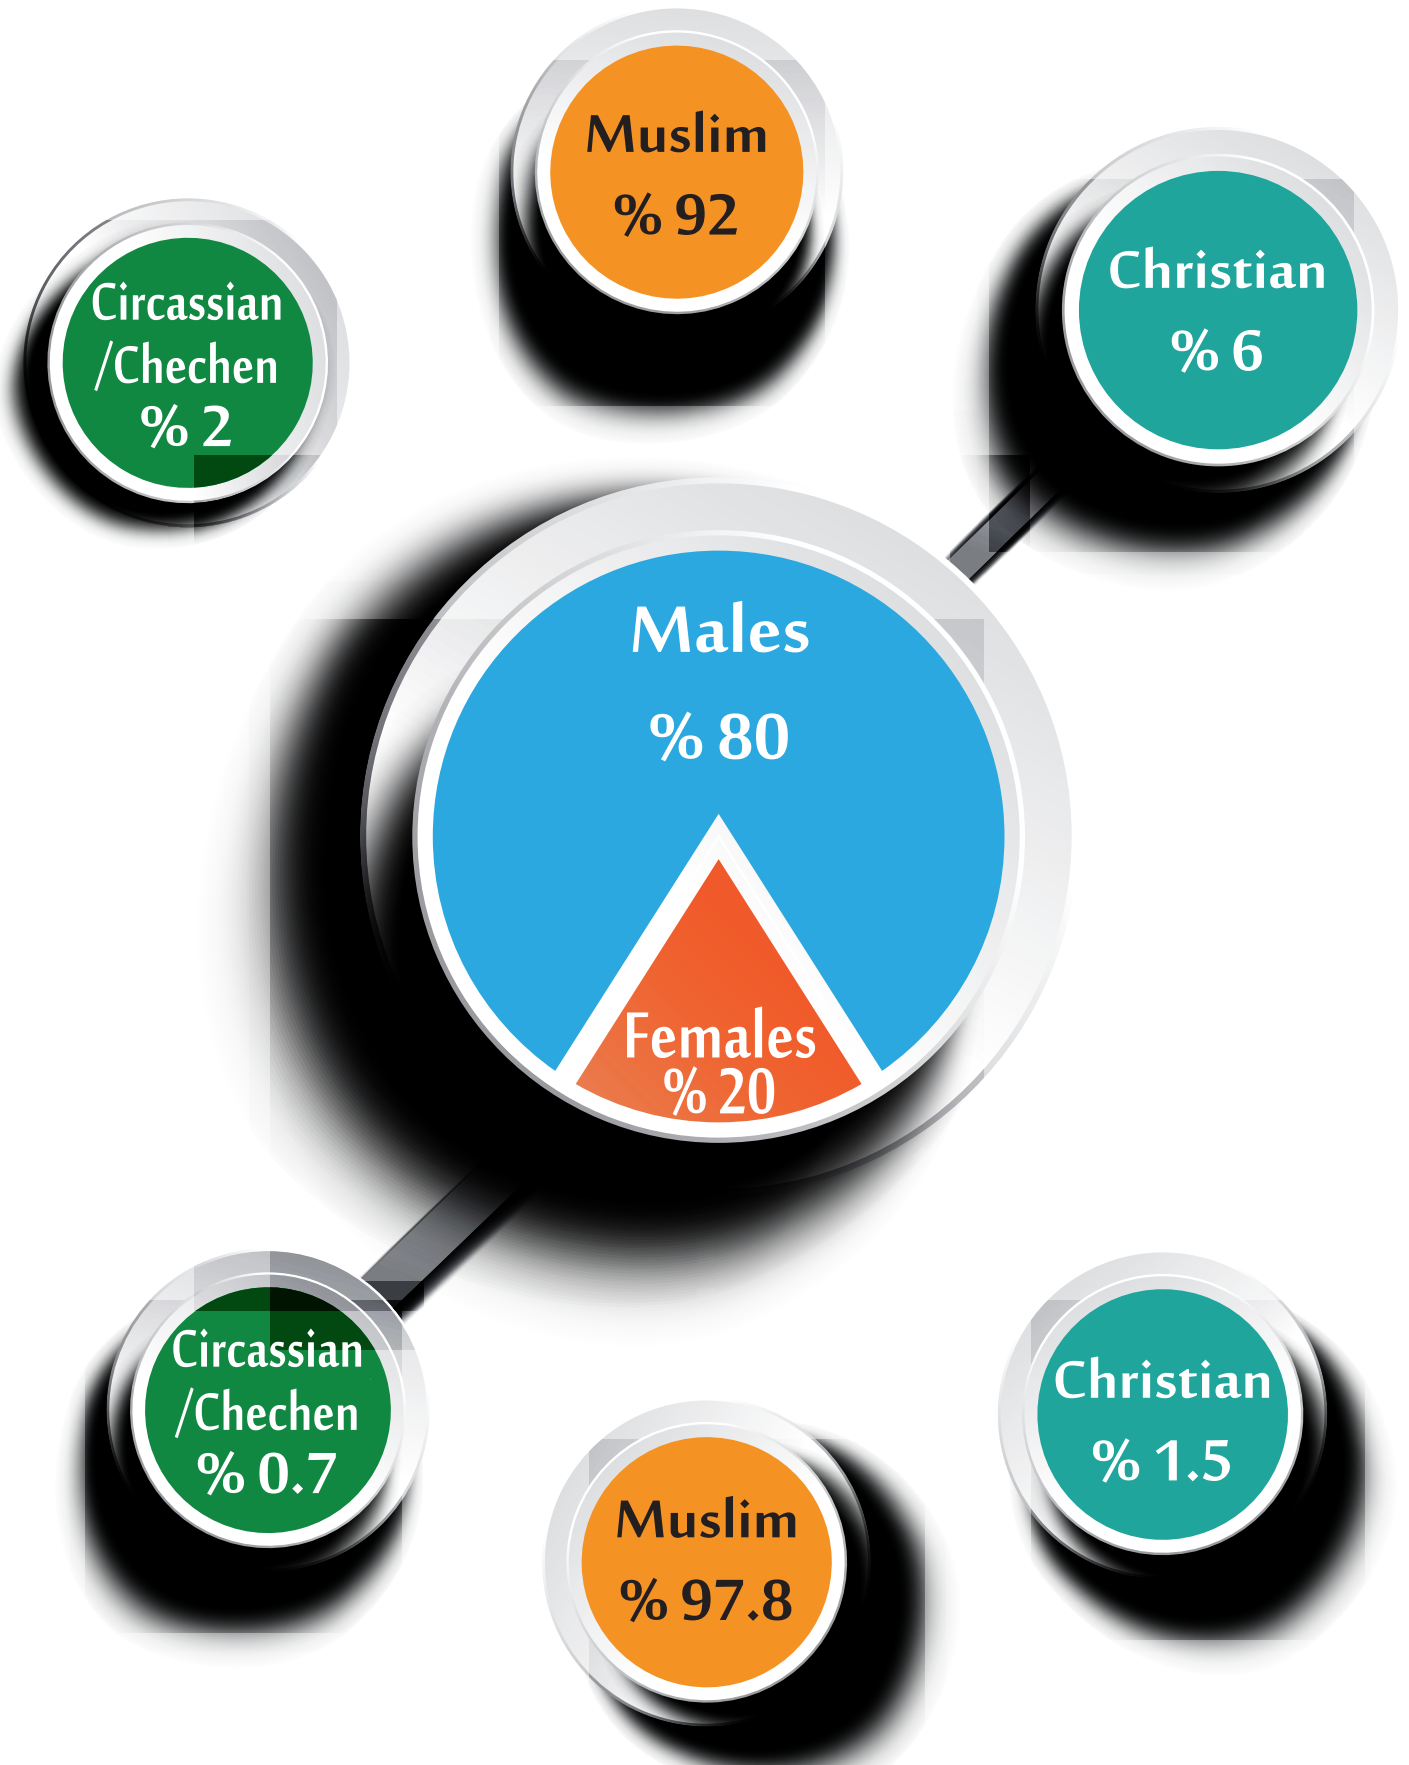 Muslim
% 92
Christian
% 6
Circassian
/Chechen
% 2
Males
% 80
Females
% 20
Circassian
/Chechen
% 0.7
Christian
% 1.5
Muslim
% 97.8